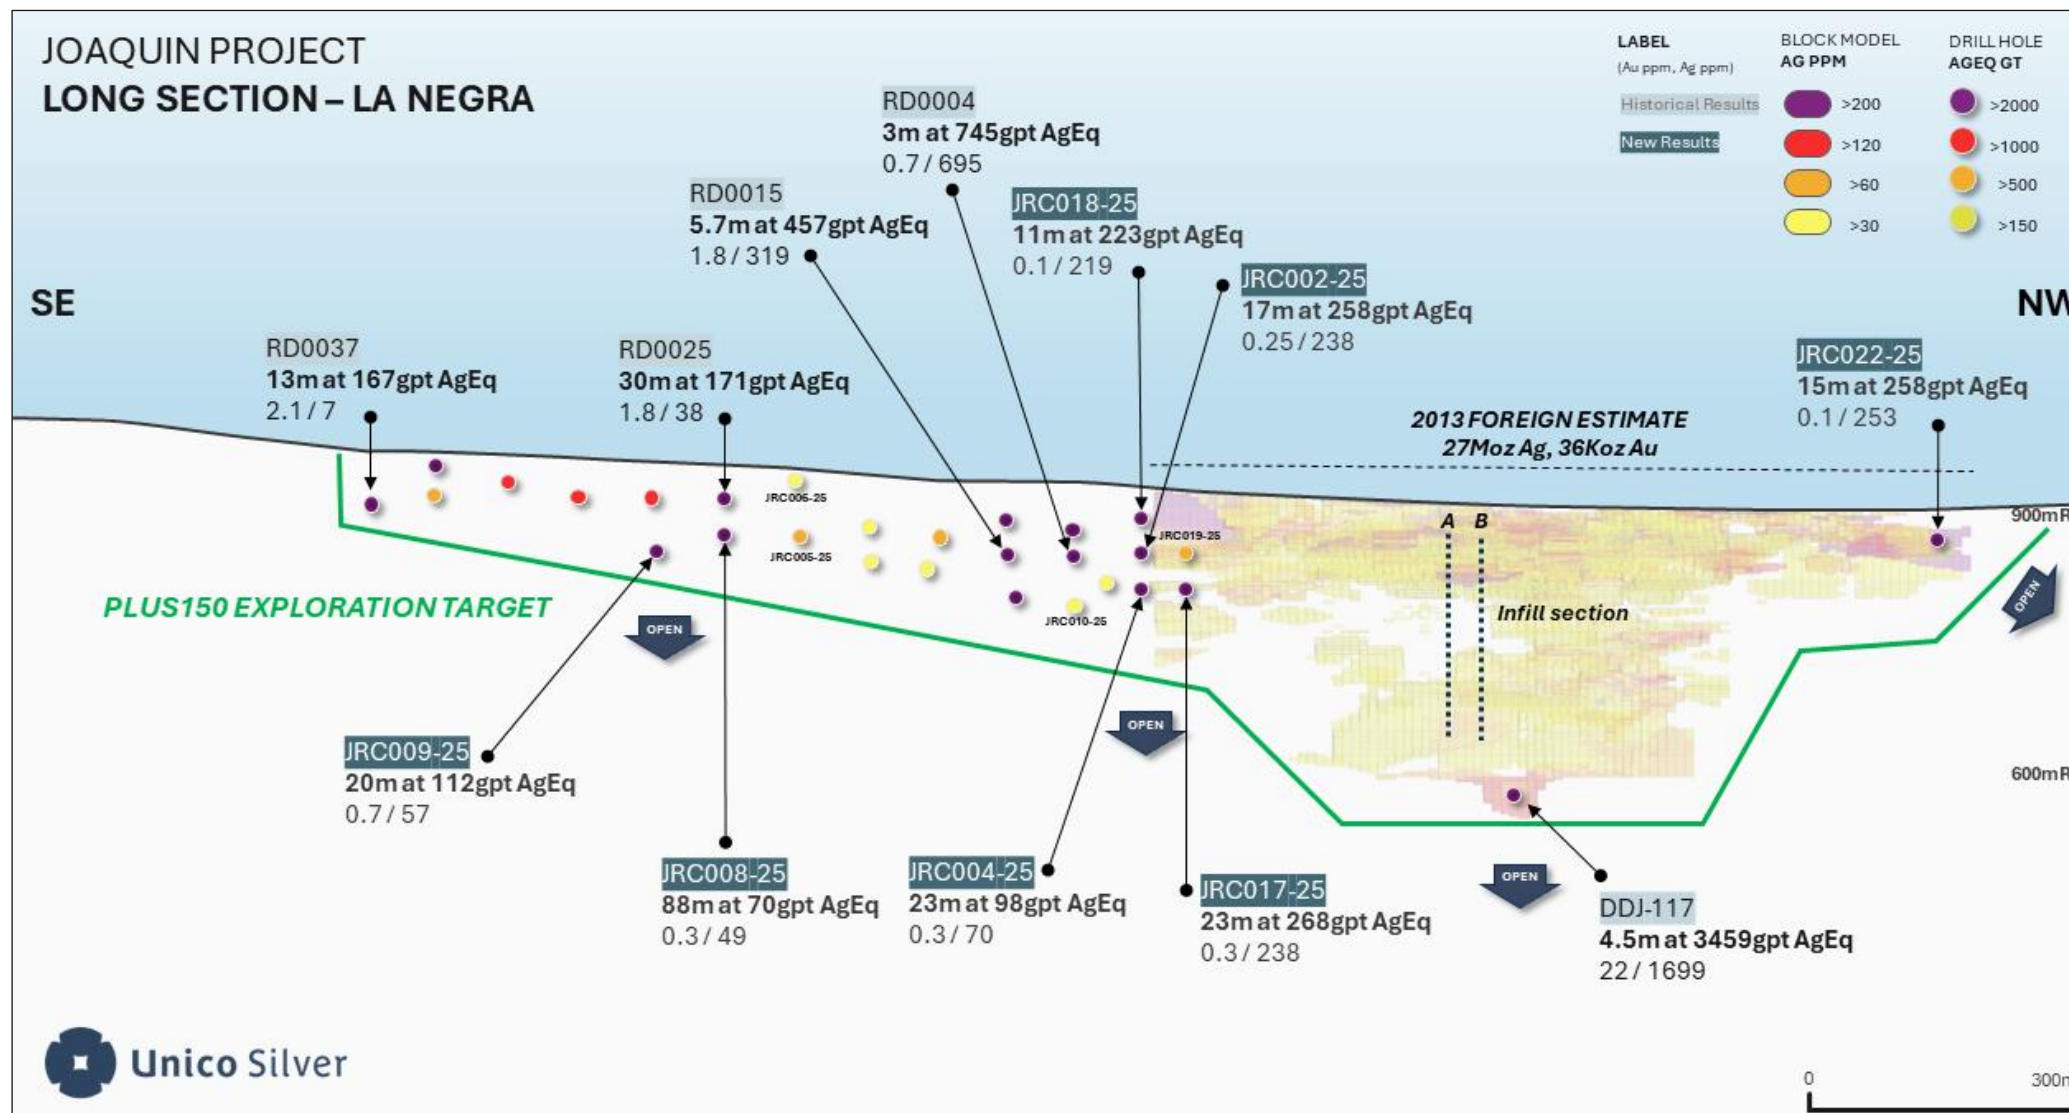 JOAQUIN PROJECT
LONG SECTION – LA NEGRA
LABEL
(Au ppm, Ag ppm)
Historical Results
New Results
BLOCK MODEL
AG PPM
>200
>120
>60
>30
DRILL HOLE
AGEQ GT
>2000
>1000
>500
>150
RD0004
3m at 745gpt AgEq
0.7 / 695
RD0015
5.7m at 457gpt AgEq
1.8 / 319
JRC018-25
11m at 223gpt AgEq
0.1 / 219
JRC002-25
17m at 258gpt AgEq
0.25 / 238
SE
NW
RD0037
13m at 167gpt AgEq
2.1 / 7
RD0025
30m at 171gpt AgEq
1.8 / 38
JRC022-25
15m at 258gpt AgEq
0.1 / 253
2013 FOREIGN ESTIMATE
27Moz Ag, 36Koz Au
JRC006-25
JRC005-25
JRC019-25
JRC010-25
A B
Infill section
900mR
600mR
PLUS150 EXPLORATION TARGET
OPEN
OPEN
OPEN
OPEN
JRC009-25
20m at 112gpt AgEq
0.7 / 57
JRC008-25
88m at 70gpt AgEq
0.3 / 49
JRC004-25
23m at 98gpt AgEq
0.3 / 70
JRC017-25
23m at 268gpt AgEq
0.3 / 238
DDJ-117
4.5m at 3459gpt AgEq
22 / 1699
Unico Silver
0
300m